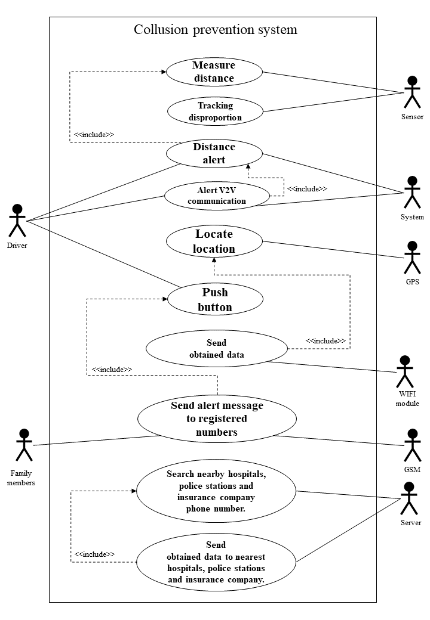 Collusion prevention system
Measure
distance
Tracking
disproportion
Sensor
<<include>>
Distance
alert
Alert V2V
communication
<<include>>
System
Driver
Locate
location
GPS
Push
button
Send
obtained data
<<include>>
WIFI
module
<<include>>
Send alert message
to registered
numbers
Family
members
GSM
Search nearby hospitals,
police stations and
insurance company
phone number.
Server
Send
obtained data to nearest
hospitals, police stations
and insurance company.
<<include>>